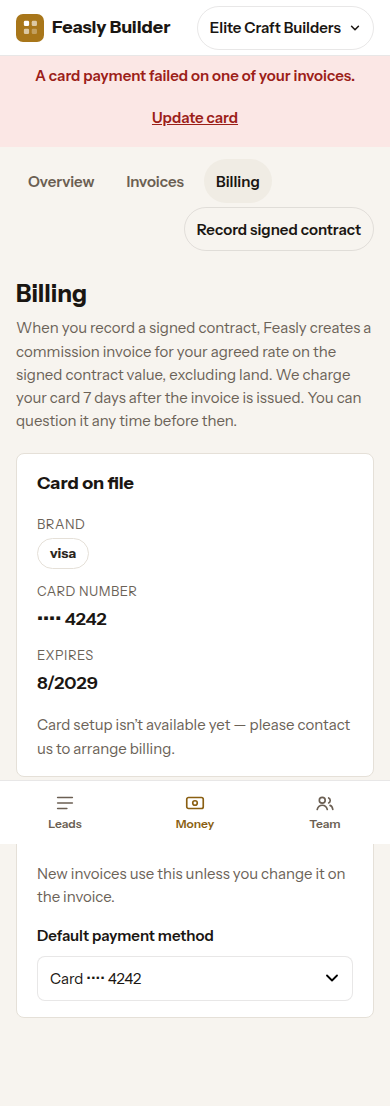 Feasly Builder
Elite Craft Builders
A card payment failed on one of your invoices.
Update card
Overview
Invoices
Billing
Record signed contract
Billing
When you record a signed contract, Feasly creates a
commission invoice for your agreed rate on the
signed contract value, excluding land. We charge
your card 7 days after the invoice is issued. You can
question it any time before then.
Card on file
BRAND
visa
CARD NUMBER
•••• 4242
EXPIRES
8/2029
Card setup isn't available yet — please contact
us to arrange billing.
Leads
Money
Team
New invoices use this unless you change it on
the invoice.
Default payment method
Card •••• 4242